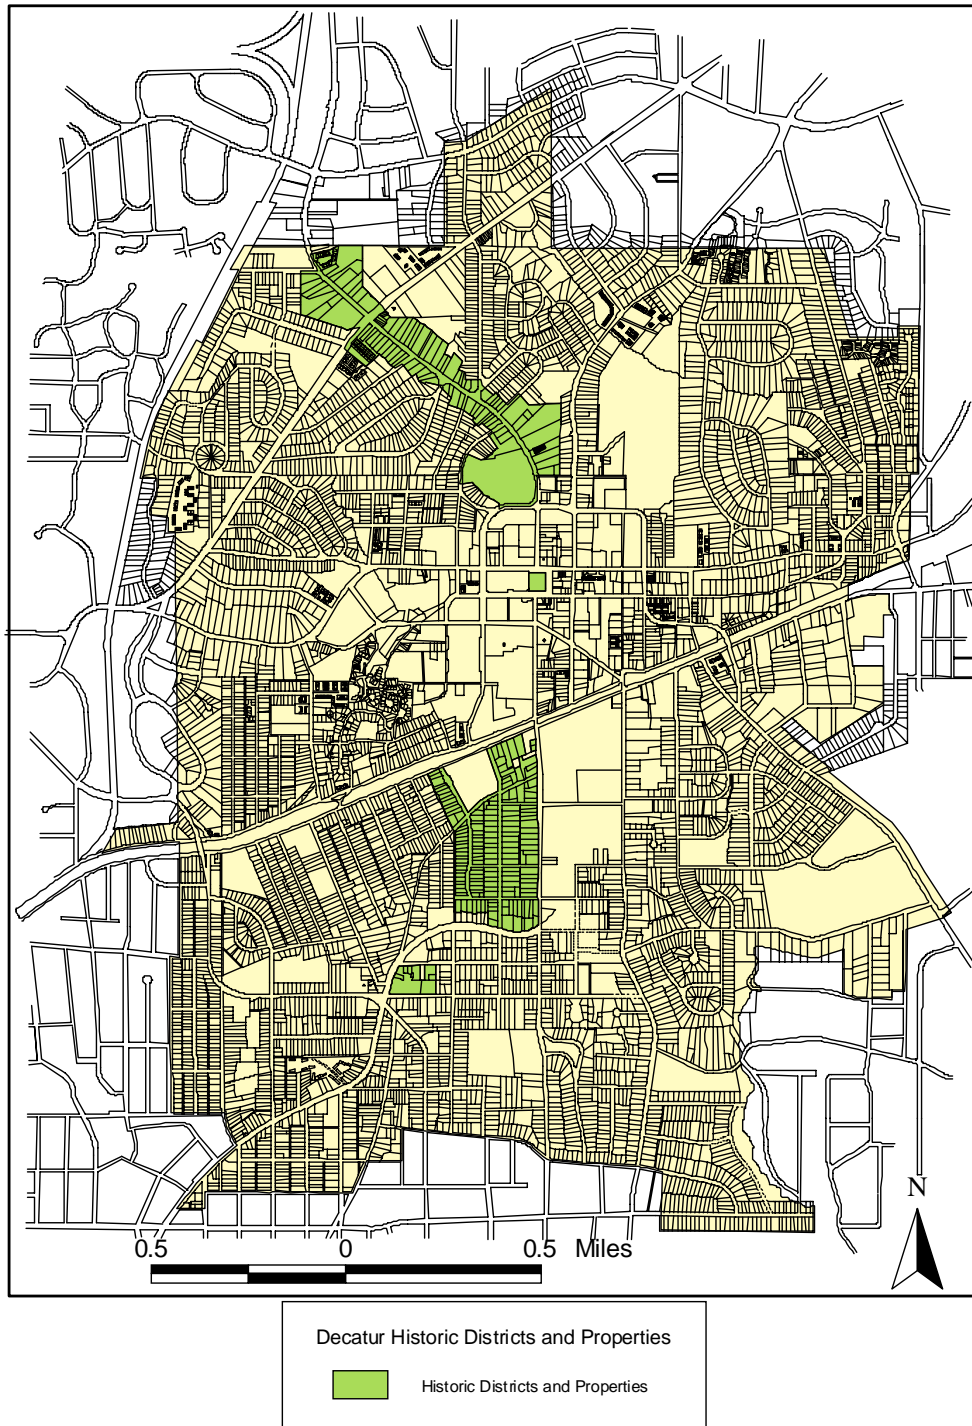 N
0.5 0 0.5 Miles
Decatur Historic Districts and Properties
Historic Districts and Properties